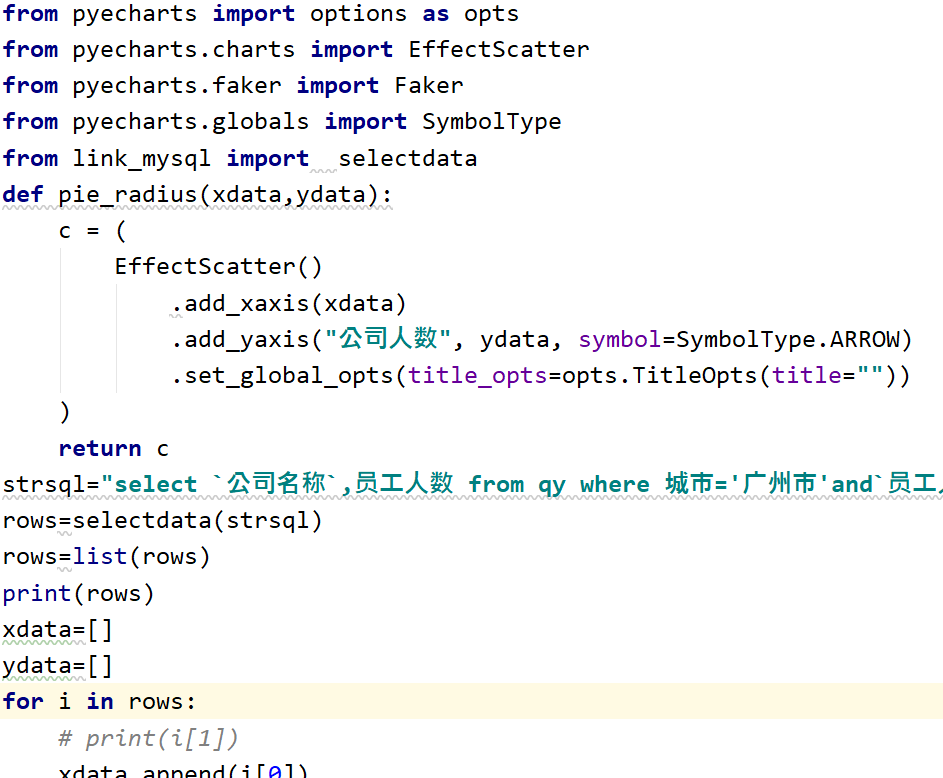 from pyecharts import options as opts
from pyecharts.charts import EffectScatter
from pyecharts.faker import Faker
from pyecharts.globals import SymbolType
from link_mysql import  selectdata
def pie_radius(xdata,ydata):
    c = (
        EffectScatter()
            .add_xaxis(xdata)
            .add_yaxis("公司人数", ydata, symbol=SymbolType.ARROW)
            .set_global_opts(title_opts=opts.TitleOpts(title=""))
    )
    return c
strsql="select `公司名称`,员工人数 from qy where 城市='广州市'and`员工
rows=selectdata(strsql)
rows=list(rows)
print(rows)
xdata=[]
ydata=[]
for i in rows:
    # print(i[1])
    xdata.append(i[0])